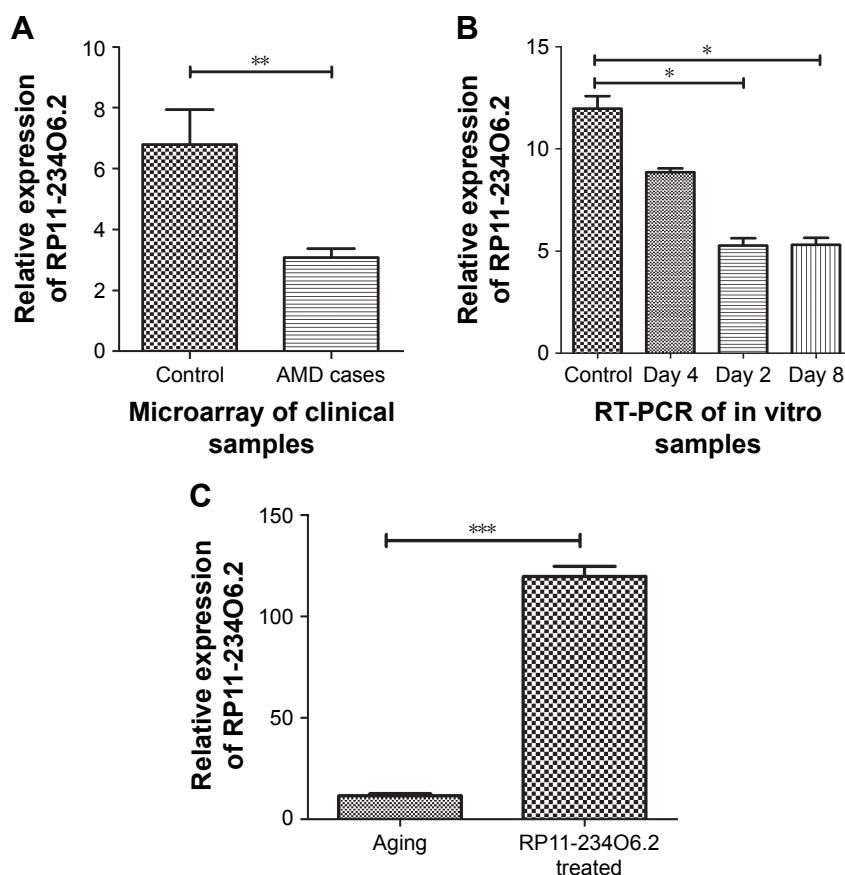 A
Relative expression
of RP11-234O6.2
10
8
6
4
2
0
**
Control AMD cases
Microarray of clinical
samples
B
Relative expression
of RP11-234O6.2
15
10
5
0
*
*
Control Day 4 Day 2 Day 8
RT-PCR of in vitro
samples
C
Relative expression
of RP11-234O6.2
150
100
50
0
***
Aging RP11-234O6.2
treated